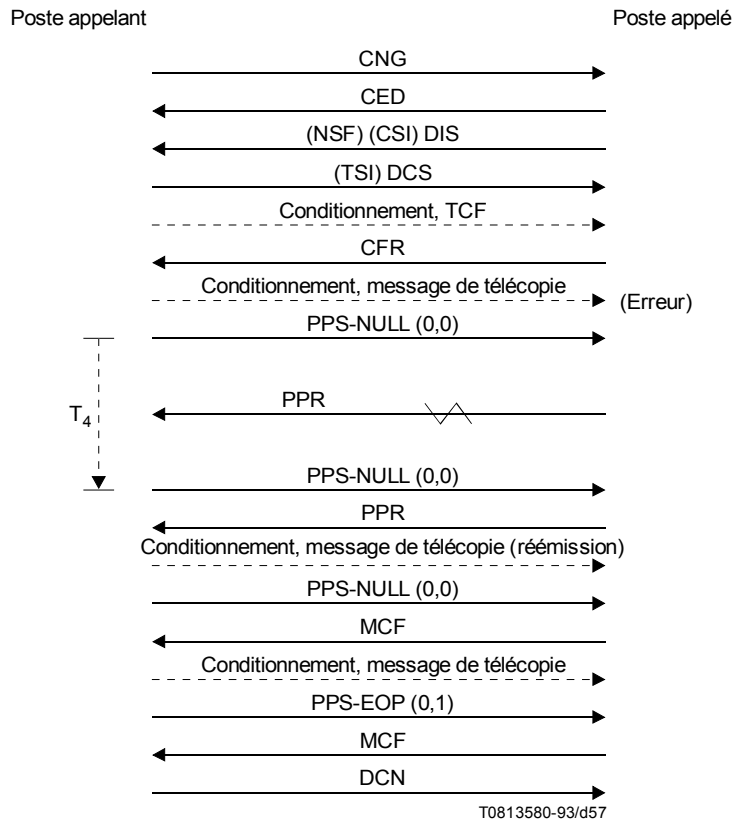 Poste appelant
Poste appelé
CNG
CED
(NSF) (CSI) DIS
(TSI) DCS
Conditionnement, TCF
CFR
Conditionnement, message de télécopie
(Erreur)
PPS-NULL (0,0)
T4
PPR
PPS-NULL (0,0)
PPR
Conditionnement, message de télécopie (réémission)
PPS-NULL (0,0)
MCF
Conditionnement, message de télécopie
PPS-EOP (0,1)
MCF
DCN
T0813580-93/d57